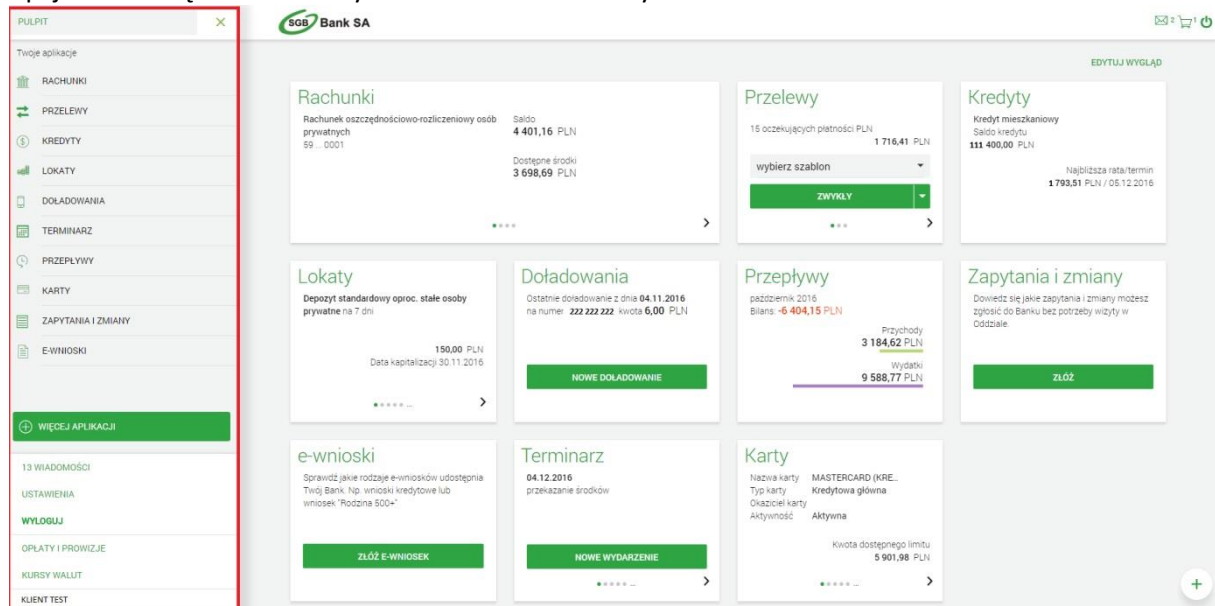 PULPIT
Twoje aplikacje
RACHUNKI
PRZELEWY
KREDYTY
LOKATY
DOŁADOWANIA
TERMINARZ
PRZEPŁYWY
KARTY
ZAPYTANIA I ZMIANY
E-WNIOSKI
WIĘCEJ APLIKACJI
13 WIADOMOŚCI
USTAWIENIA
WYLOGUJ
OPŁATY I PROWIZJE
KURSY WALUT
KLIENT TEST
SGB Bank SA
2 1
EDYTUJ WYGLĄD
Rachunki
Rachunek oszczędnościowo-rozliczeniowy osób
prywatnych
59 ... 0001
Saldo
4 401,16 PLN
Dostępne środki
3 698,69 PLN
Przelewy
15 oczekujących płatności PLN
1 716,41 PLN
wybierz szablon
ZWYKŁY
Kredyty
Kredyt mieszkaniowy
Saldo kredytu
111 400,00 PLN
Najbliższa rata/termin
1 793,51 PLN / 05.12.2016
Lokaty
Depozyt standardowy oproc. stałe osoby
prywatne na 7 dni
150,00 PLN
Data kapitalizacji 30.11.2016
Doładowania
Ostatnie doładowanie z dnia 04.11.2016
na numer 222 222 222 kwota 6,00 PLN
NOWE DOŁADOWANIE
Przepływy
październik 2016
Bilans: -6 404,15 PLN
Przychody
3 184,62 PLN
Wydatki
9 588,77 PLN
Zapytania i zmiany
Dowiedz się jakie zapytania i zmiany możesz
zgłosić do Banku bez potrzeby wizyty w
Oddziale.
ZŁÓŻ
e-wnioski
Sprawdź jakie rodzaje e-wniosków udostępnia
Twój Bank. Np. wnioski kredytowe lub
wniosek "Rodzina 500+"
ZŁÓŻ E-WNIOSEK
Terminarz
04.12.2016
przekazanie środków
NOWE WYDARZENIE
Karty
Nazwa karty MASTERCARD (KRE...
Typ karty Kredytowa główna
Okaziciel karty
Aktywność Aktywna
Kwota dostępnego limitu
5 901,98 PLN